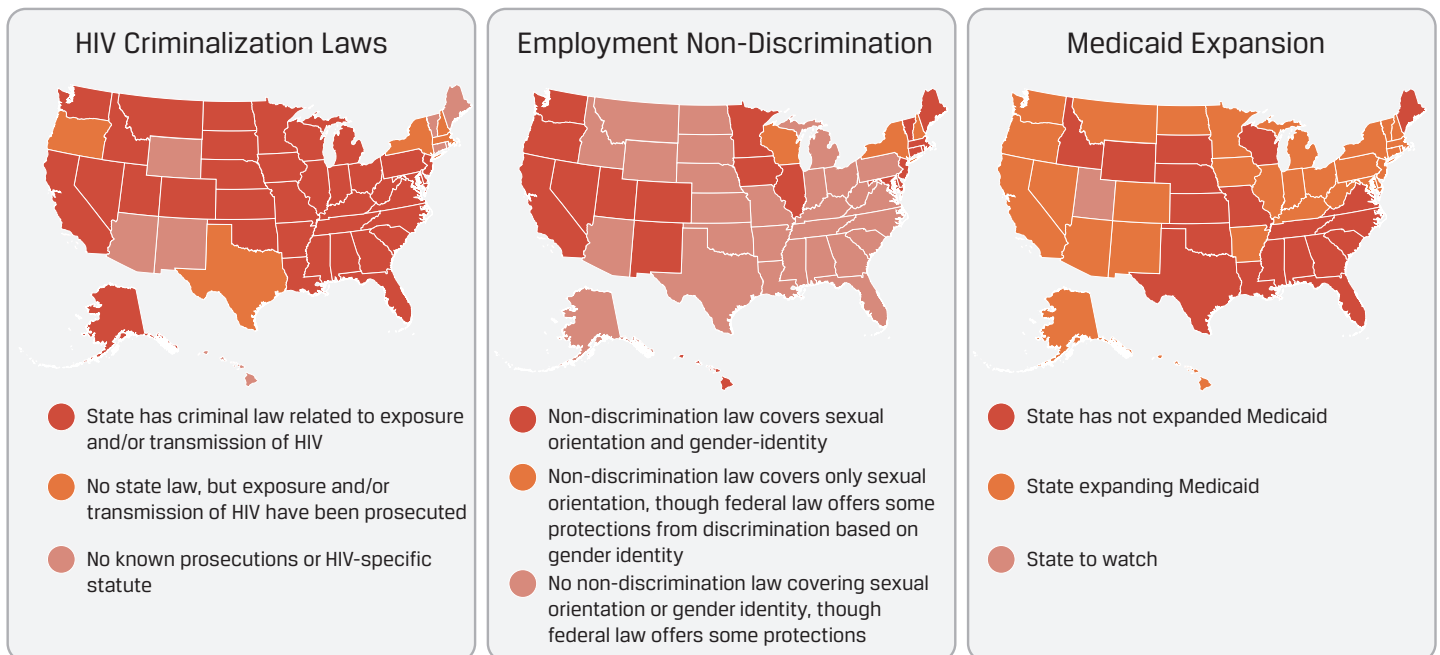 HIV Criminalization Laws
State has criminal law related to exposure
and/or transmission of HIV
No state law, but exposure and/or
transmission of HIV have been prosecuted
No known prosecutions or HIV-specific
statute
Employment Non-Discrimination
Non-discrimination law covers sexual
orientation and gender-identity
Non-discrimination law covers only sexual
orientation, though federal law offers some
protections from discrimination based on
gender identity
No non-discrimination law covering sexual
orientation or gender identity, though
federal law offers some protections
Medicaid Expansion
State has not expanded Medicaid
State expanding Medicaid
State to watch